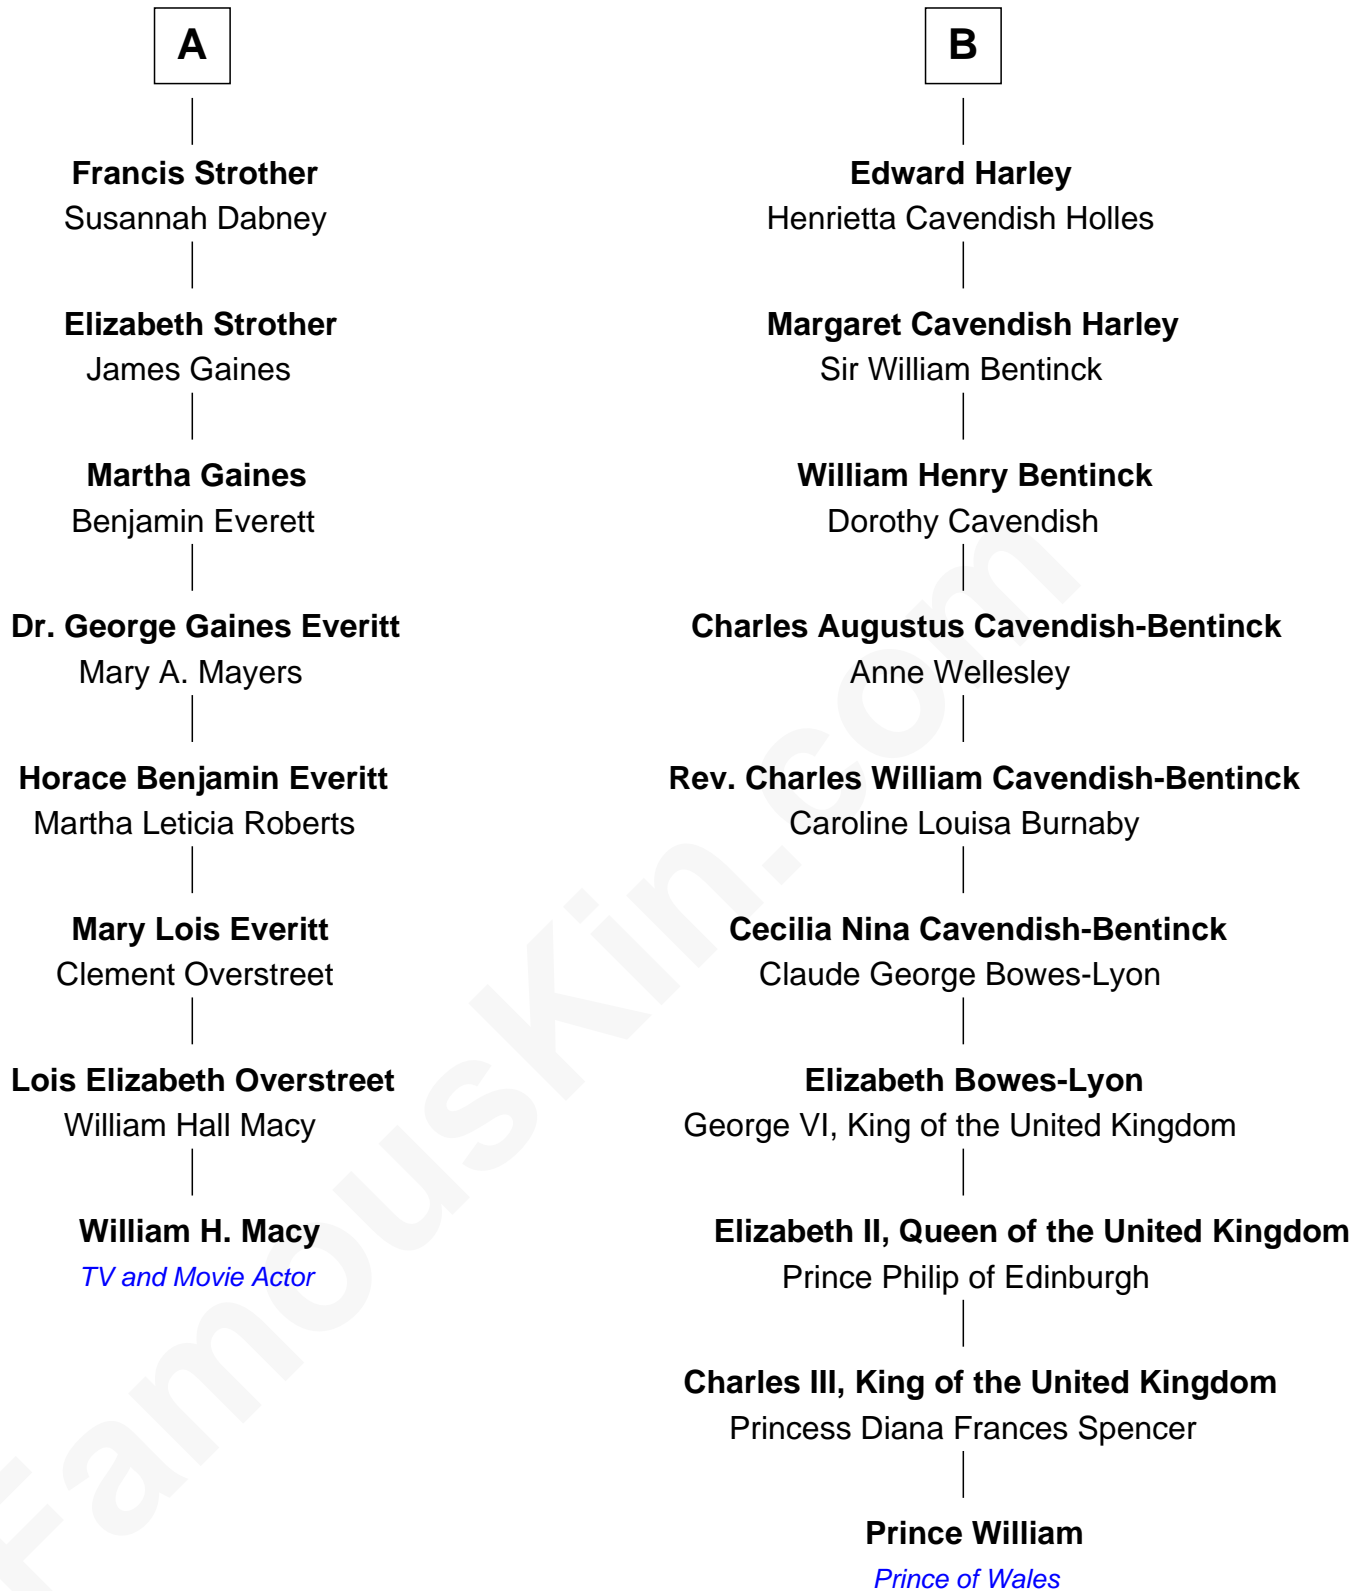 A
Francis Strother
Susannah Dabney
Elizabeth Strother
James Gaines
Martha Gaines
Benjamin Everett
Dr. George Gaines Everitt
Mary A. Mayers
Horace Benjamin Everitt
Martha Leticia Roberts
Mary Lois Everitt
Clement Overstreet
Lois Elizabeth Overstreet
William Hall Macy
William H. Macy
TV and Movie Actor
B
Edward Harley
Henrietta Cavendish Holles
Margaret Cavendish Harley
Sir William Bentinck
William Henry Bentinck
Dorothy Cavendish
Charles Augustus Cavendish-Bentinck
Anne Wellesley
Rev. Charles William Cavendish-Bentinck
Caroline Louisa Burnaby
Cecilia Nina Cavendish-Bentinck
Claude George Bowes-Lyon
Elizabeth Bowes-Lyon
George VI, King of the United Kingdom
Elizabeth II, Queen of the United Kingdom
Prince Philip of Edinburgh
Charles III, King of the United Kingdom
Princess Diana Frances Spencer
Prince William
Prince of Wales
FamousKin.com